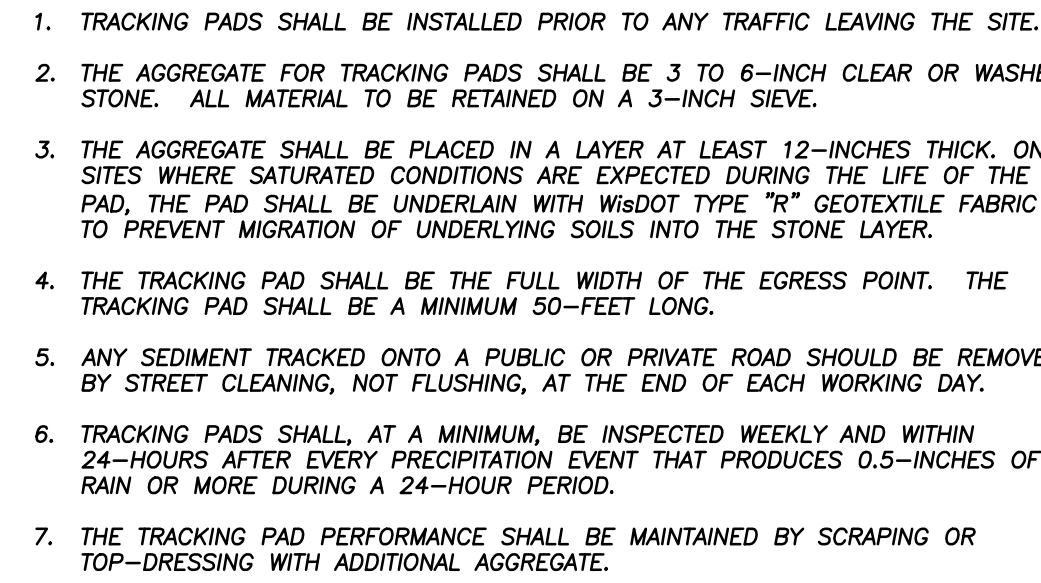 1. TRACKING PADS SHALL BE INSTALLED PRIOR TO ANY TRAFFIC LEAVING THE SITE.
2. THE AGGREGATE FOR TRACKING PADS SHALL BE 3 TO 6-INCH CLEAR OR WASHE
STONE. ALL MATERIAL TO BE RETAINED ON A 3-INCH SIEVE.
3. THE AGGREGATE SHALL BE PLACED IN A LAYER AT LEAST 12-INCHES THICK. ON
SITES WHERE SATURATED CONDITIONS ARE EXPECTED DURING THE LIFE OF THE
PAD, THE PAD SHALL BE UNDERLAIN WITH WisDOT TYPE "R" GEOTEXTILE FABRIC
TO PREVENT MIGRATION OF UNDERLYING SOILS INTO THE STONE LAYER.
4. THE TRACKING PAD SHALL BE THE FULL WIDTH OF THE EGRESS POINT. THE
TRACKING PAD SHALL BE A MINIMUM 50-FEET LONG.
5. ANY SEDIMENT TRACKED ONTO A PUBLIC OR PRIVATE ROAD SHOULD BE REMOVE
BY STREET CLEANING, NOT FLUSHING, AT THE END OF EACH WORKING DAY.
6. TRACKING PADS SHALL, AT A MINIMUM, BE INSPECTED WEEKLY AND WITHIN
24-HOURS AFTER EVERY PRECIPITATION EVENT THAT PRODUCES 0.5-INCHES OF
RAIN OR MORE DURING A 24-HOUR PERIOD.
7. THE TRACKING PAD PERFORMANCE SHALL BE MAINTAINED BY SCRAPING OR
TOP-DRESSING WITH ADDITIONAL AGGREGATE.